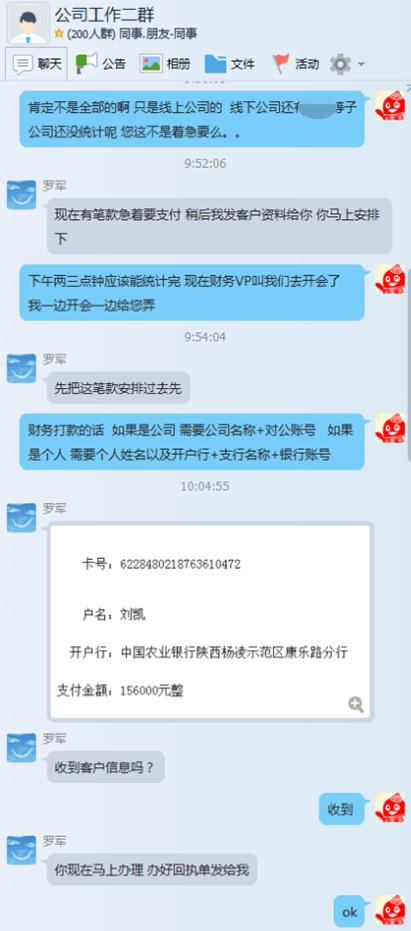 公司工作二群
(200人群) 同事.朋友-同事
聊天 公告 相册 文件 活动
肯定不是全部的啊 只是线上公司的 线下公司还
子
公司还没统计呢 您这不是着急要么。。
9:52:06
罗军
现在有笔款急着要支付 稍后我发客户资料给你 你马上安排
下
下午两三点钟应该能统计完 现在财务VP叫我们去开会了
我一边开会一边给您弄
9:54:04
罗军
先把这笔款安排过去先
财务打款的话 如果是公司 需要公司名称+对公账号 如果
是个人 需要个人姓名以及开户行+支行名称+银行账号
10:04:55
罗军
卡号：6228480218763610472
户名：刘凯
开户行：中国农业银行陕西杨凌示范区康乐路分行
支付金额：156000元整
罗军
收到客户信息吗？
收到
罗军
你现在马上办理 办好回执单发给我
ok